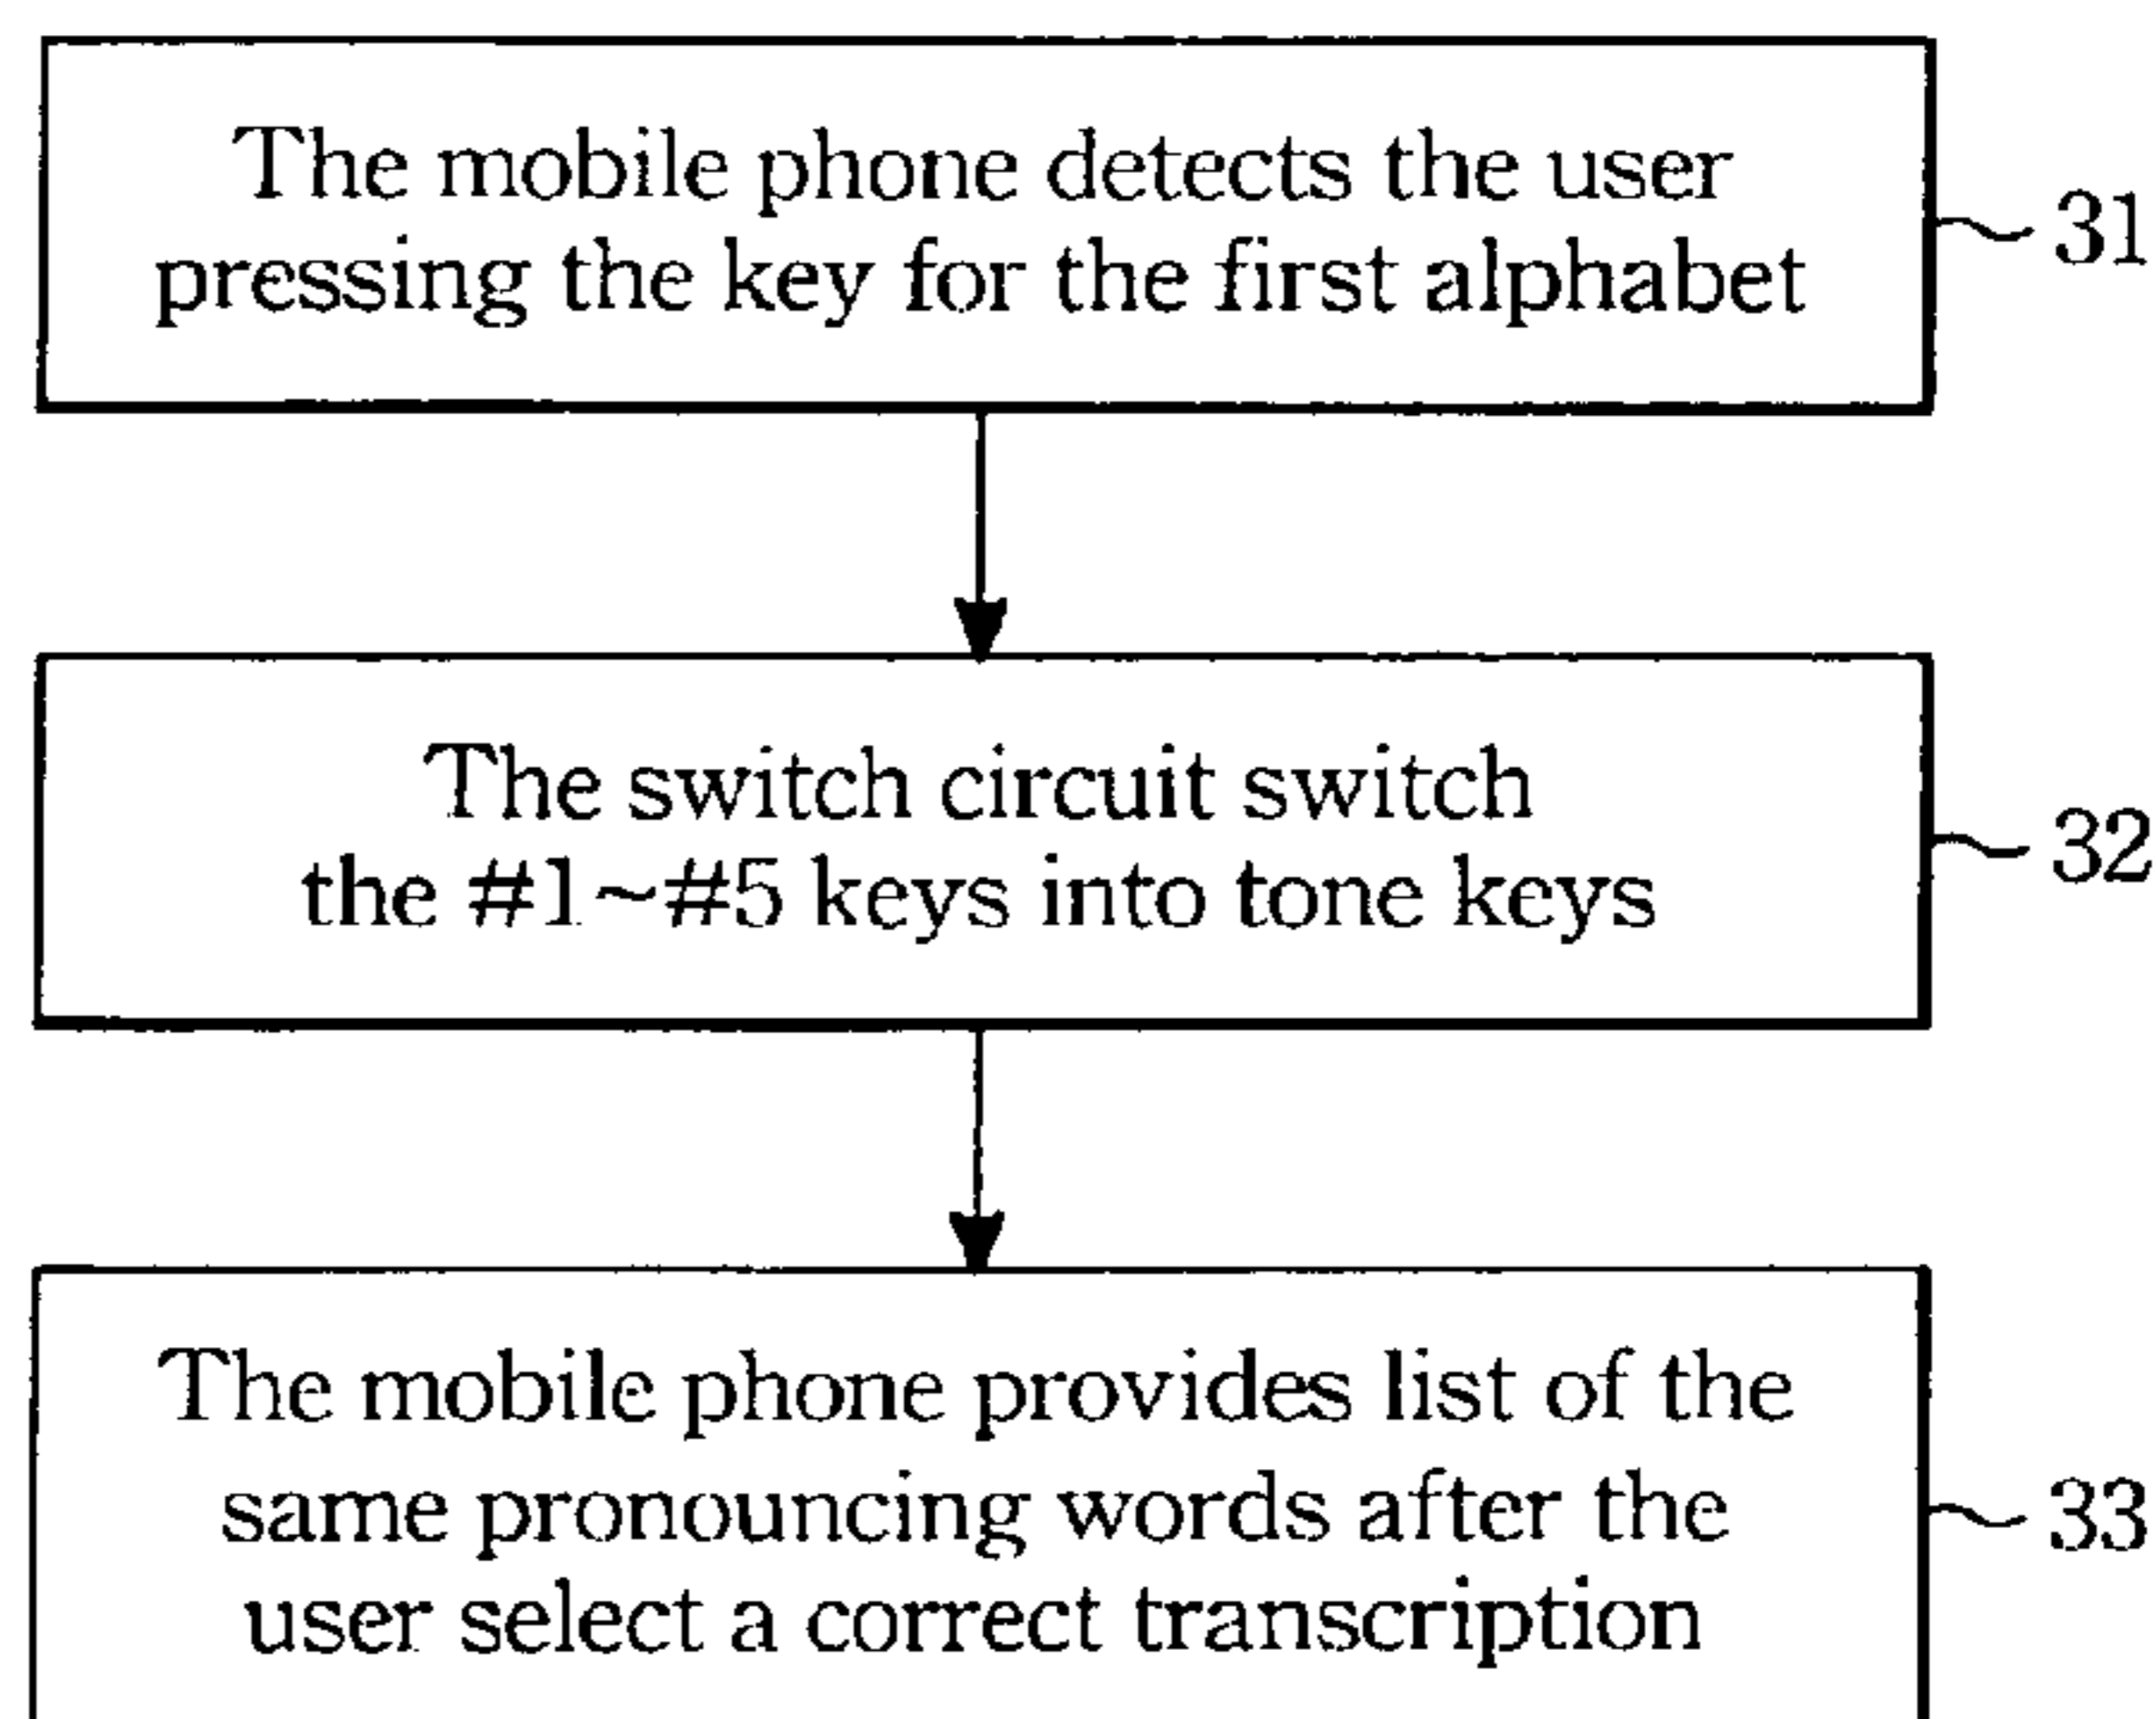 The mobile phone detects the user
pressing the key for the first alphabet
31
The switch circuit switch
the #1~#5 keys into tone keys
32
The mobile phone provides list of the
same pronouncing words after the
user select a correct transcription
33